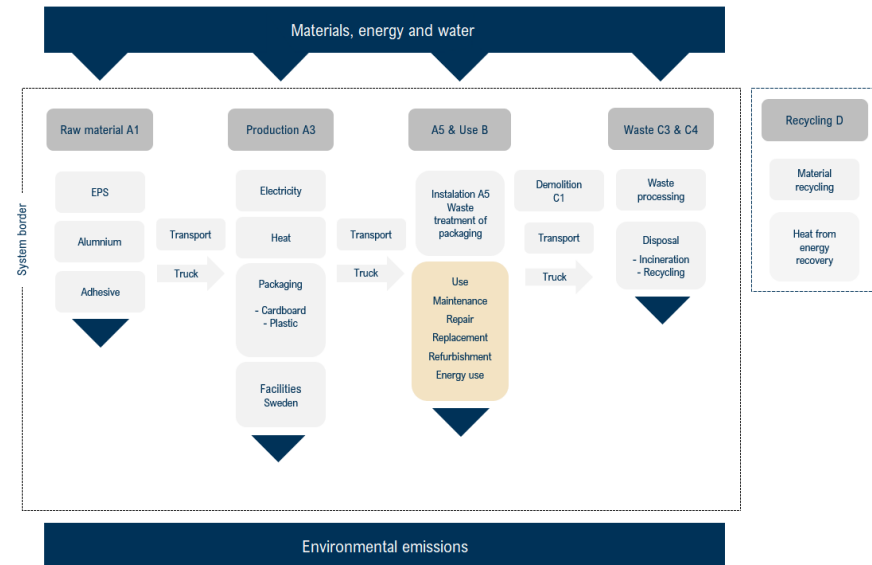 Materials, energy and water
System border
Raw material A1
EPS
Alumnium
Adhesive
Transport
Truck
Production A3
Electricity
Heat
Packaging
- Cardboard
- Plastic
Facilities
Sweden
Transport
Truck
A5 & Use B
Instalation A5
Waste
treatment of
packaging
Use
Maintenance
Repair
Replacement
Refurbishment
Energy use
Demolition
C1
Transport
Truck
Waste C3 & C4
Waste
processing
Disposal
- Incineration
- Recycling
Recycling D
Material
recycling
Heat from
energy
recovery
Environmental emissions